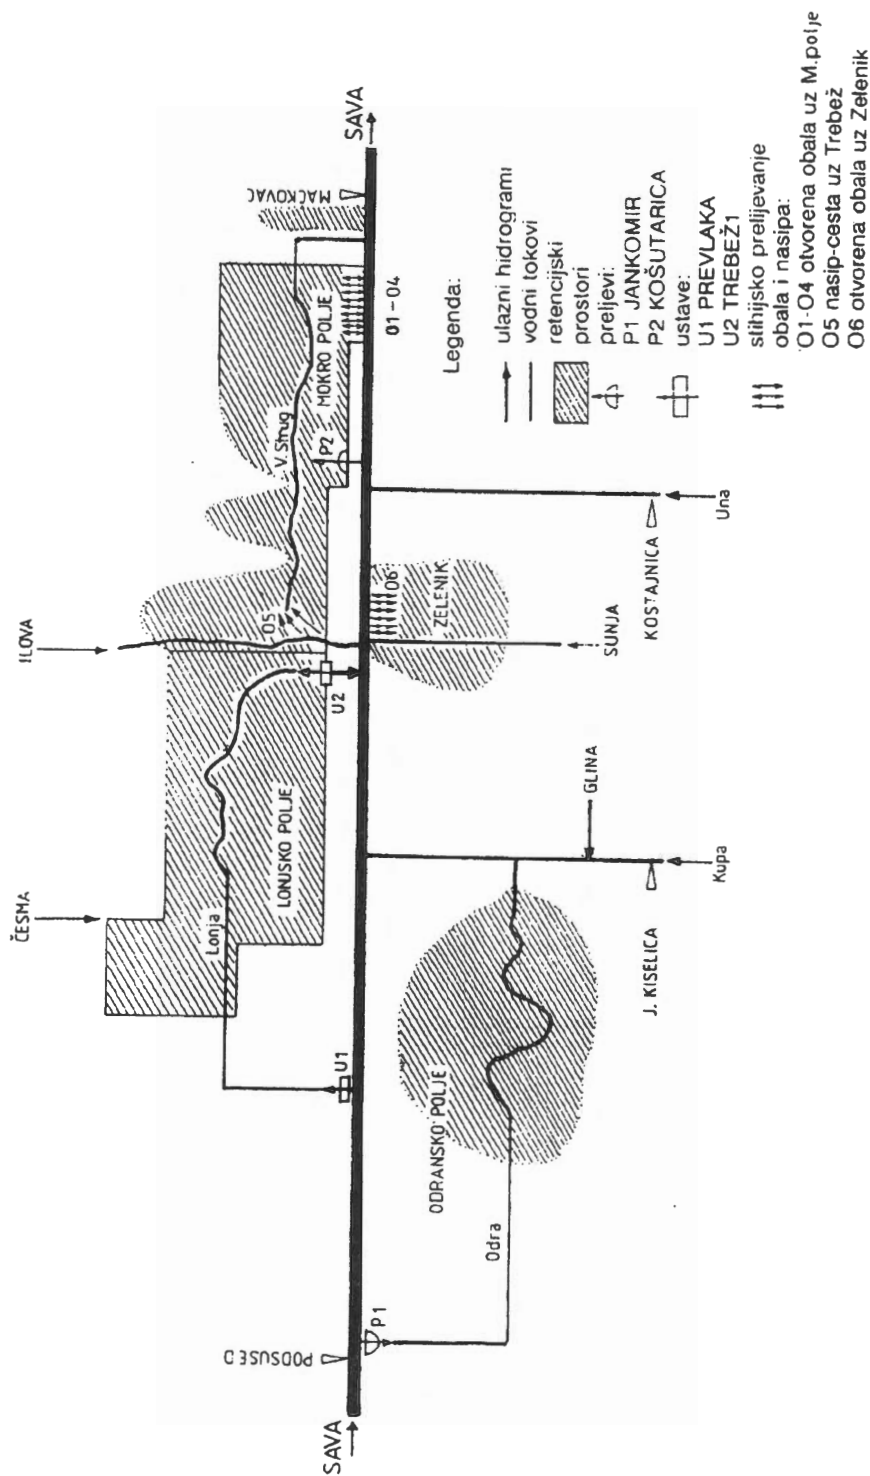 SAVA
PODSUSED
P1
Odra
ODRANSKO POLJE
U1
ČESMA
Lonja
LONJSKO POLJE
J. KISELICA
Kupa
GLINA
U2
ILOVA
O5
O6
ZELENIK
SUNJA
KOSTAJNICA
Una
P2
V. Strug
MOKRO POLJE
O1-O4
MAČKOVAC
SAVA
Legenda:
ulazni hidrogrami
vodni tokovi
retencijski
prostori
preljevi:
P1 JANKOMIR
P2 KOŠUTARICA
ustave:
U1 PREVLAKA
U2 TREBEŽ1
stihijsko prelijevanje
obala i nasipa:
O1-O4 otvorena obala uz M.polje
O5 nasip-cesta uz Trebež
O6 otvorena obala uz Zelenik